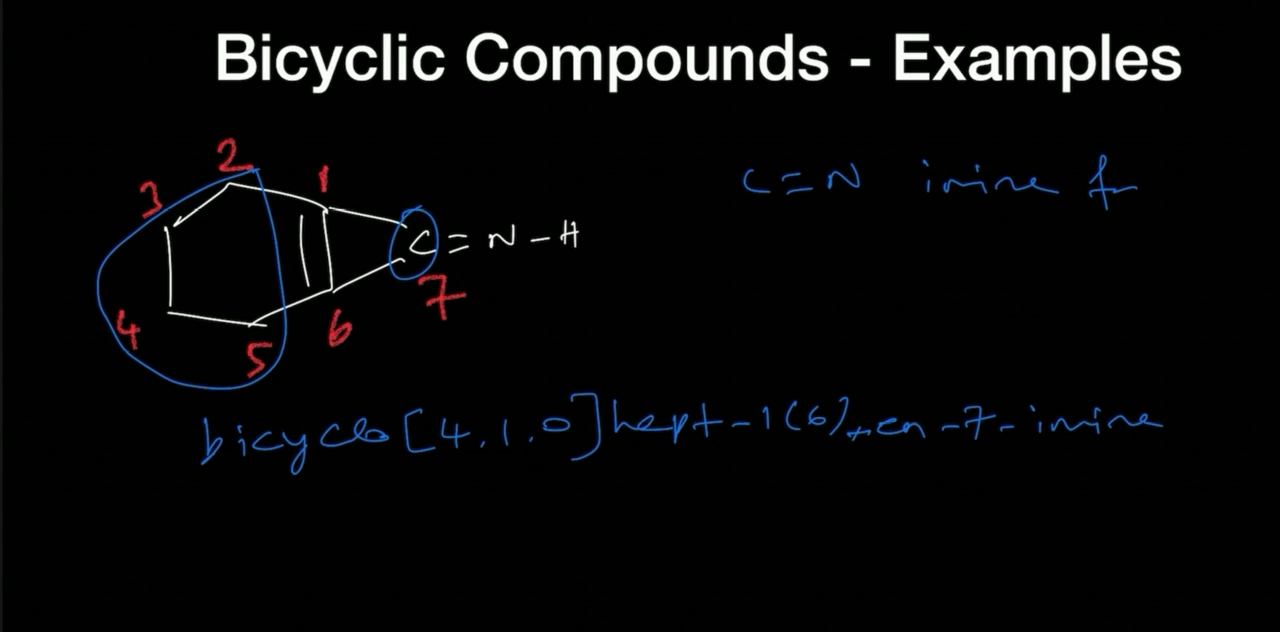 Bicyclic Compounds - Examples
C=N imine fn
2
1
3
C=N-H
7
4
6
5
bicyclo[4.1.0]hept-1(6)-en-7-imine